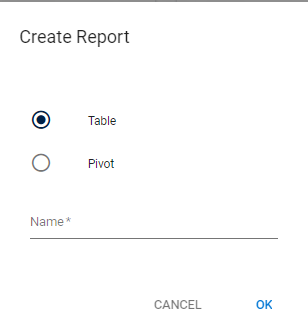 Create Report
Table
Pivot
Name*
CANCEL OK